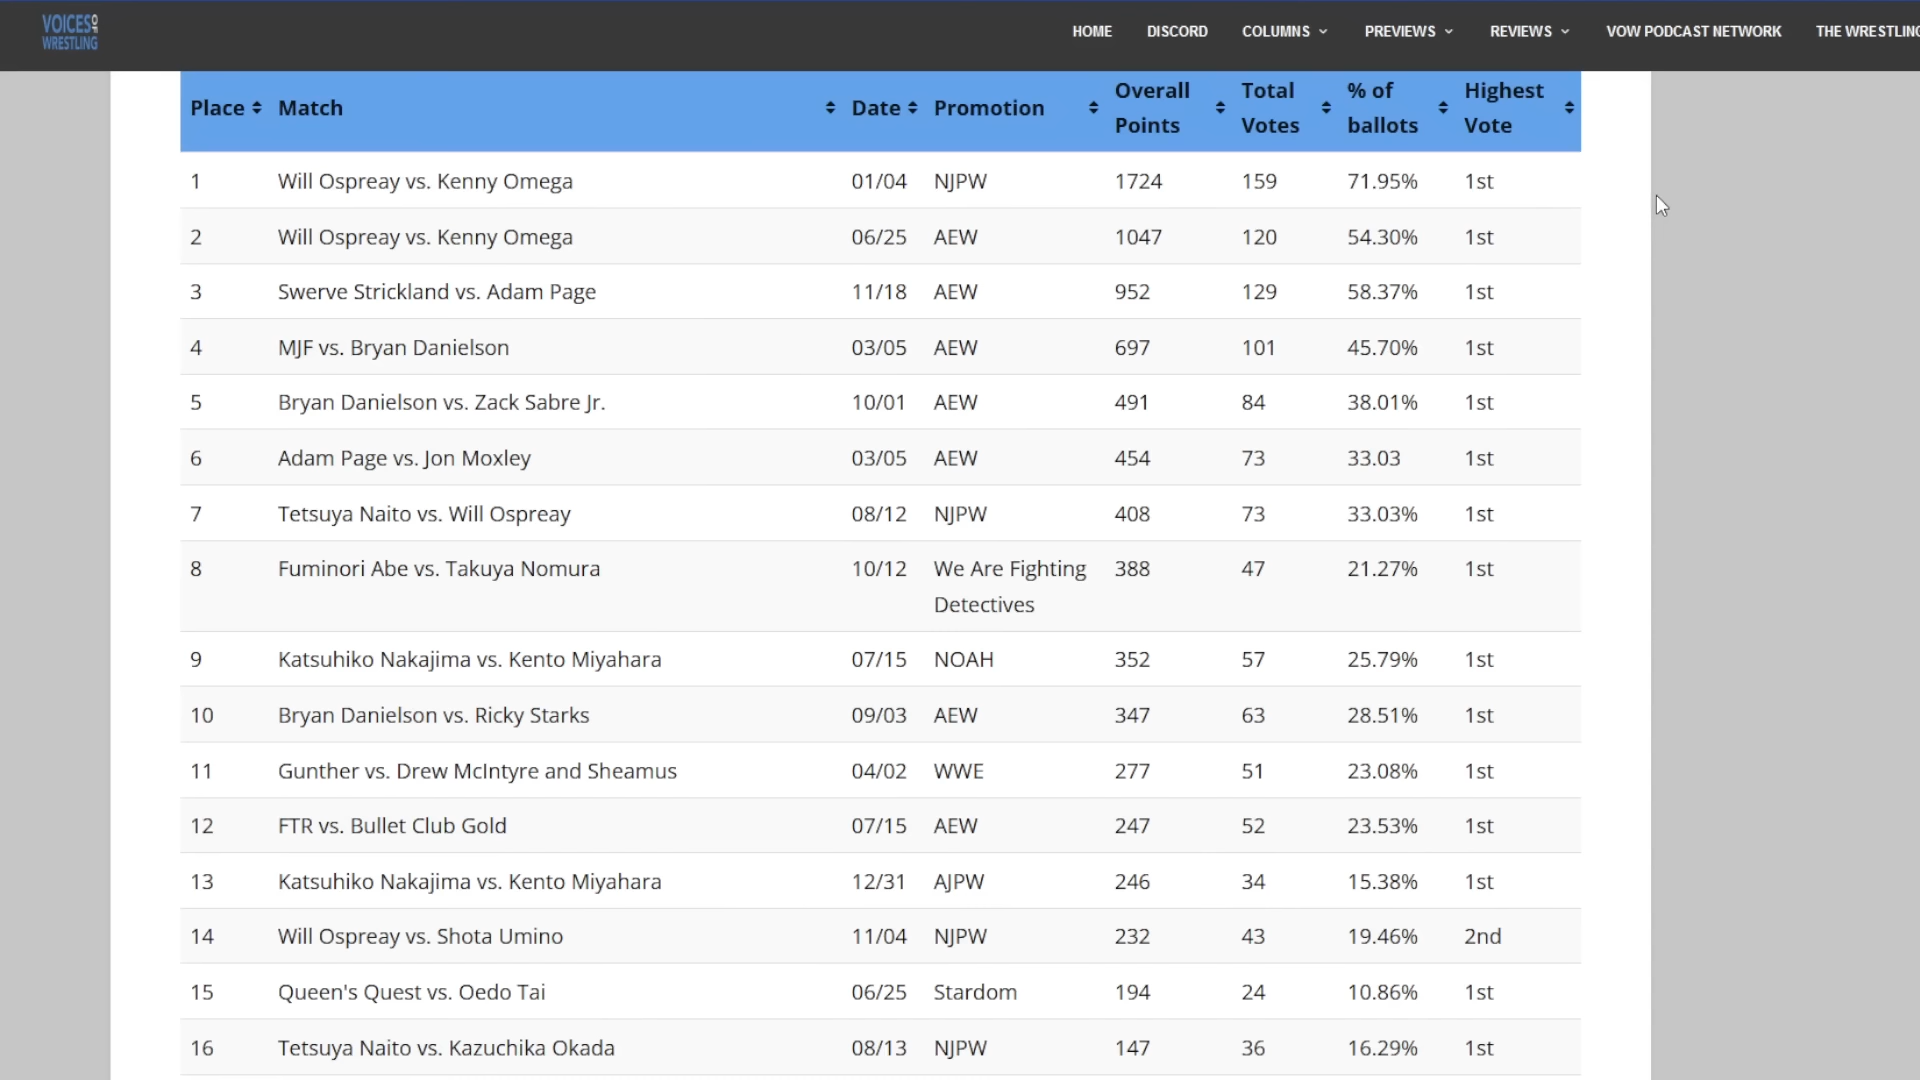 VOICES OF
WRESTLING
HOME DISCORD COLUMNS PREVIEWS REVIEWS VOW PODCAST NETWORK THE WRESTLING
Place Match Date Promotion Overall Points Total Votes % of ballots Highest Vote
1 Will Ospreay vs. Kenny Omega 01/04 NJPW 1724 159 71.95% 1st
2 Will Ospreay vs. Kenny Omega 06/25 AEW 1047 120 54.30% 1st
3 Swerve Strickland vs. Adam Page 11/18 AEW 952 129 58.37% 1st
4 MJF vs. Bryan Danielson 03/05 AEW 697 101 45.70% 1st
5 Bryan Danielson vs. Zack Sabre Jr. 10/01 AEW 491 84 38.01% 1st
6 Adam Page vs. Jon Moxley 03/05 AEW 454 73 33.03 1st
7 Tetsuya Naito vs. Will Ospreay 08/12 NJPW 408 73 33.03% 1st
8 Fuminori Abe vs. Takuya Nomura 10/12 We Are Fighting Detectives 388 47 21.27% 1st
9 Katsuhiko Nakajima vs. Kento Miyahara 07/15 NOAH 352 57 25.79% 1st
10 Bryan Danielson vs. Ricky Starks 09/03 AEW 347 63 28.51% 1st
11 Gunther vs. Drew McIntyre and Sheamus 04/02 WWE 277 51 23.08% 1st
12 FTR vs. Bullet Club Gold 07/15 AEW 247 52 23.53% 1st
13 Katsuhiko Nakajima vs. Kento Miyahara 12/31 AJPW 246 34 15.38% 1st
14 Will Ospreay vs. Shota Umino 11/04 NJPW 232 43 19.46% 2nd
15 Queen's Quest vs. Oedo Tai 06/25 Stardom 194 24 10.86% 1st
16 Tetsuya Naito vs. Kazuchika Okada 08/13 NJPW 147 36 16.29% 1st